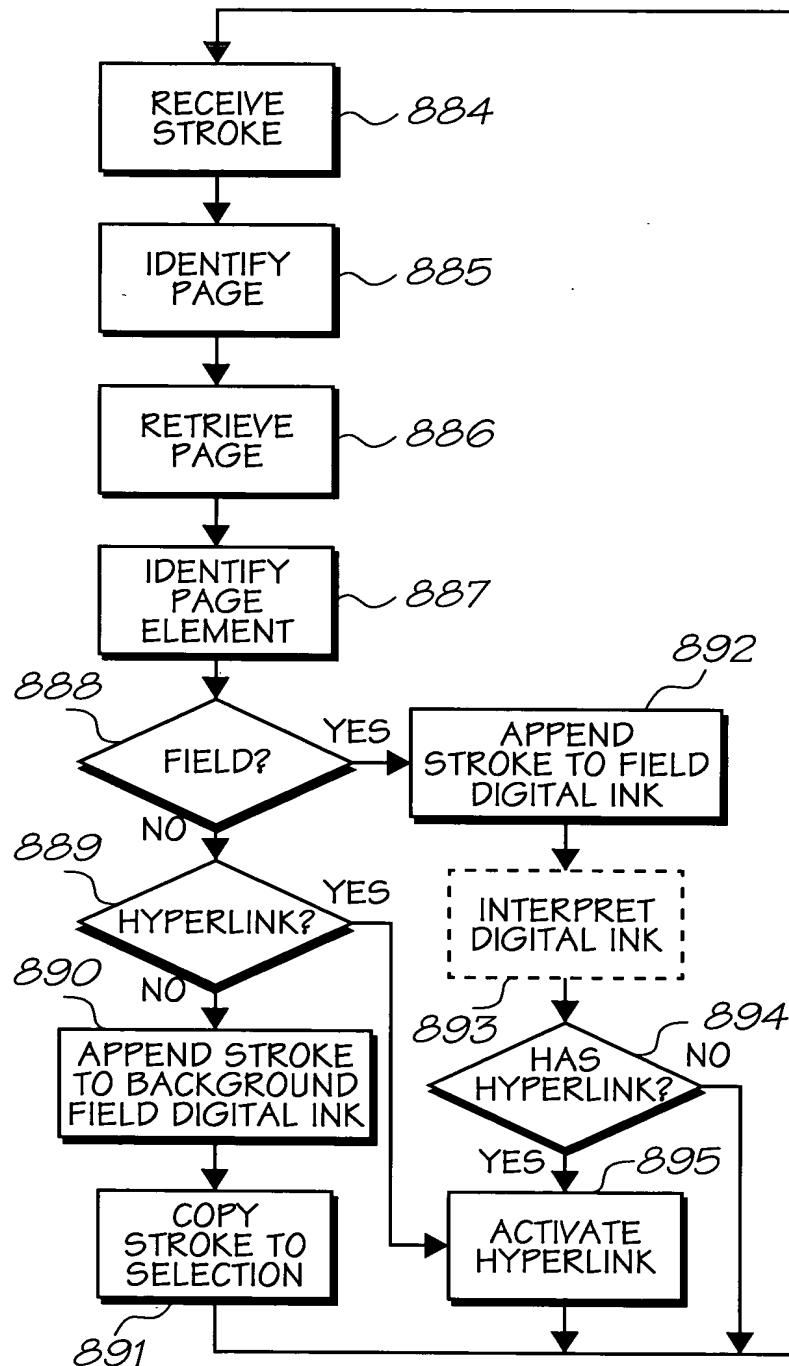 RECEIVE
STROKE
884
IDENTIFY
PAGE
885
RETRIEVE
PAGE
886
IDENTIFY
PAGE
ELEMENT
887
888
FIELD?
YES
NO
892
APPEND
STROKE TO FIELD
DIGITAL INK
889
HYPERLINK?
YES
NO
INTERPRET
DIGITAL INK
893
890
APPEND STROKE
TO BACKGROUND
FIELD DIGITAL INK
894
HAS
HYPERLINK?
NO
YES
895
COPY
STROKE TO
SELECTION
891
ACTIVATE
HYPERLINK